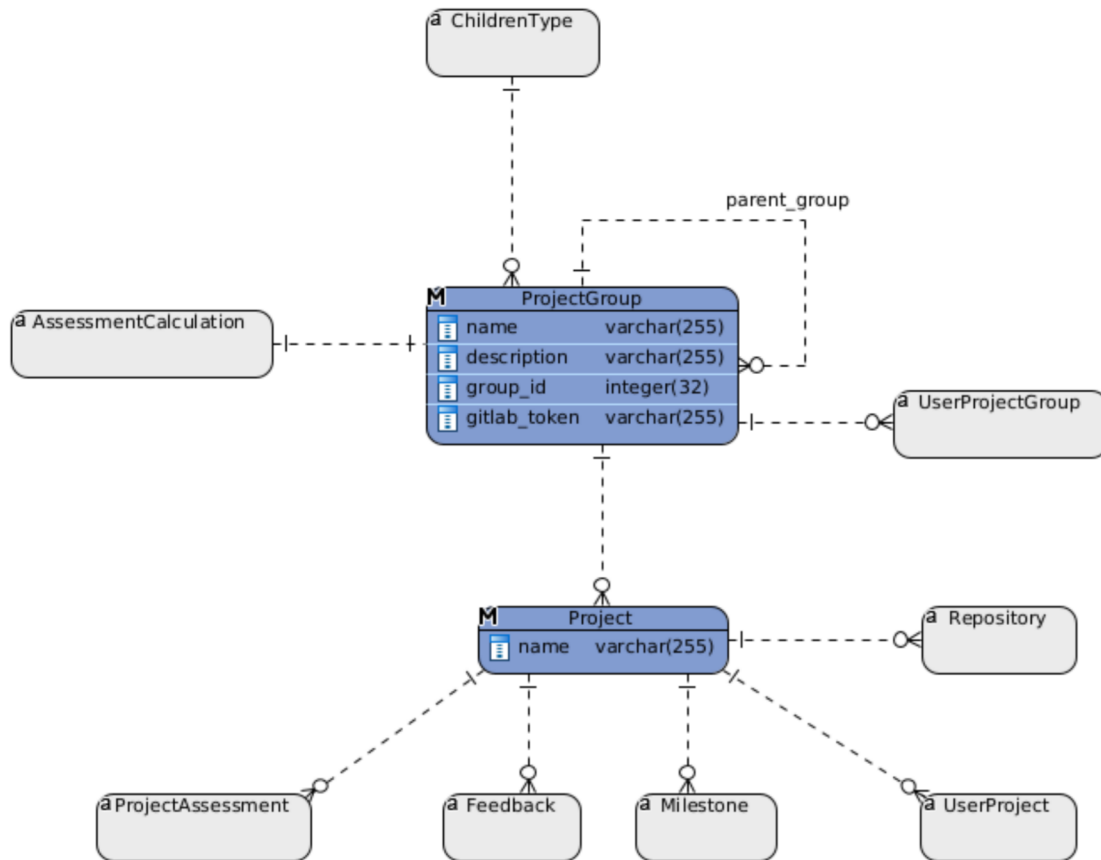 a ChildrenType
parent_group
M ProjectGroup
name varchar(255)
description varchar(255)
group_id integer(32)
gitlab_token varchar(255)
a AssessmentCalculation
a UserProjectGroup
M Project
name varchar(255)
a Repository
a ProjectAssessment
a Feedback
a Milestone
a UserProject